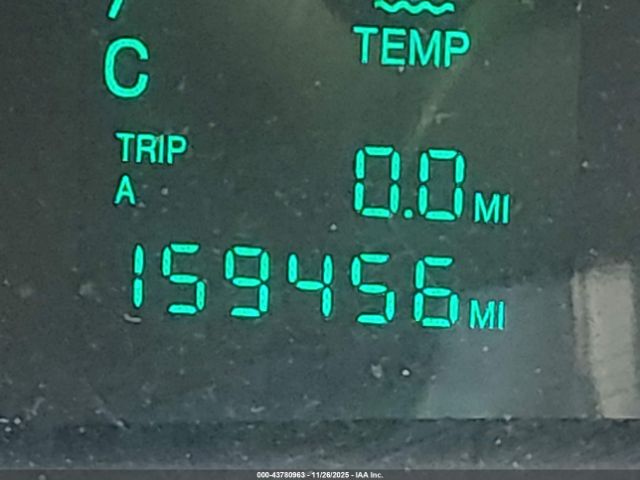 TEMP
C
TRIP
A 0.0 MI
159456 MI
000-43780963 - 11/26/2025 - IAA Inc.